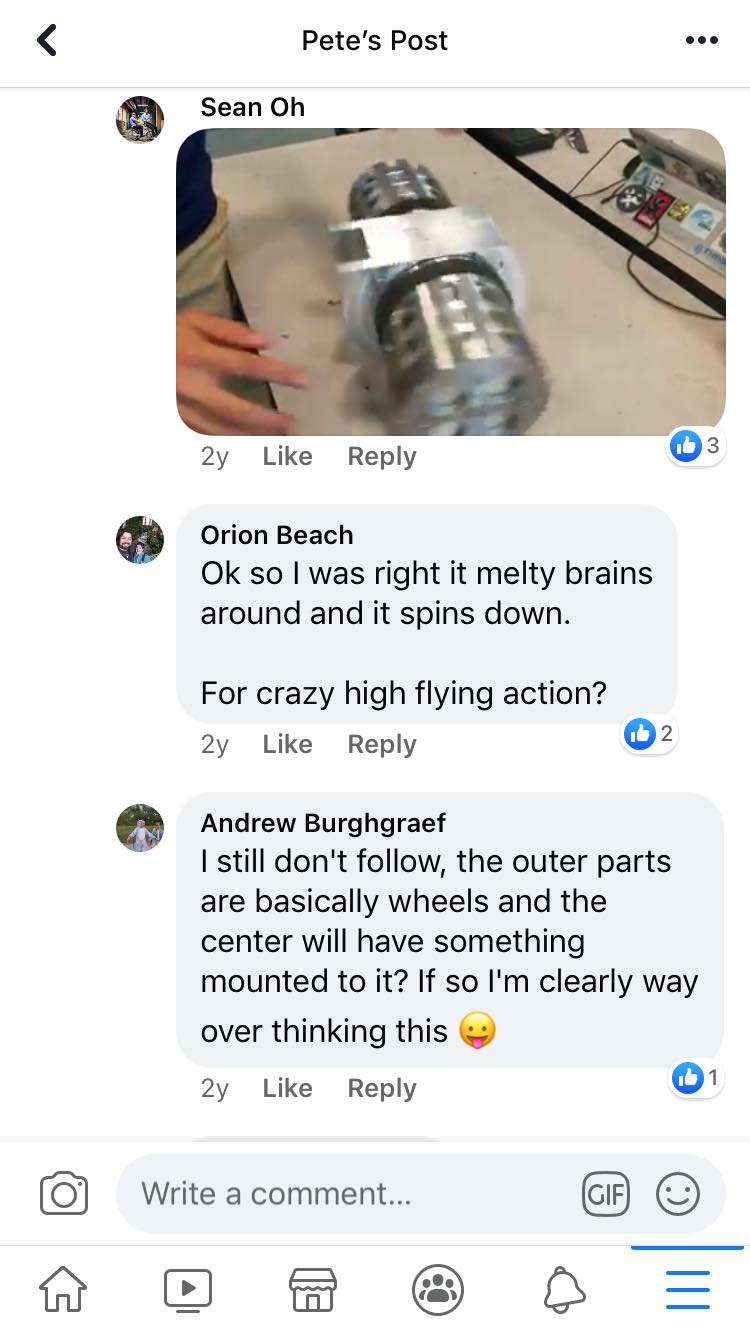 Pete's Post
Sean Oh
2y Like Reply
3
Orion Beach
Ok so I was right it melty brains
around and it spins down.
For crazy high flying action?
2y Like Reply
2
Andrew Burghgraef
I still don't follow, the outer parts
are basically wheels and the
center will have something
mounted to it? If so I'm clearly way
over thinking this 😛
2y Like Reply
1
Write a comment...
GIF